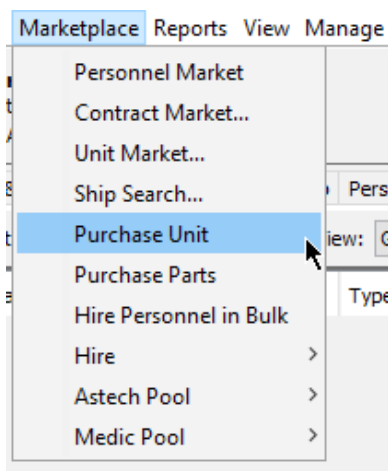 Marketplace Reports View Manage
Personnel Market
Contract Market...
Unit Market...
Ship Search...
Pers
Purchase Unit
iew:
Purchase Parts
Type
Hire Personnel in Bulk
Hire >
Astech Pool >
Medic Pool >